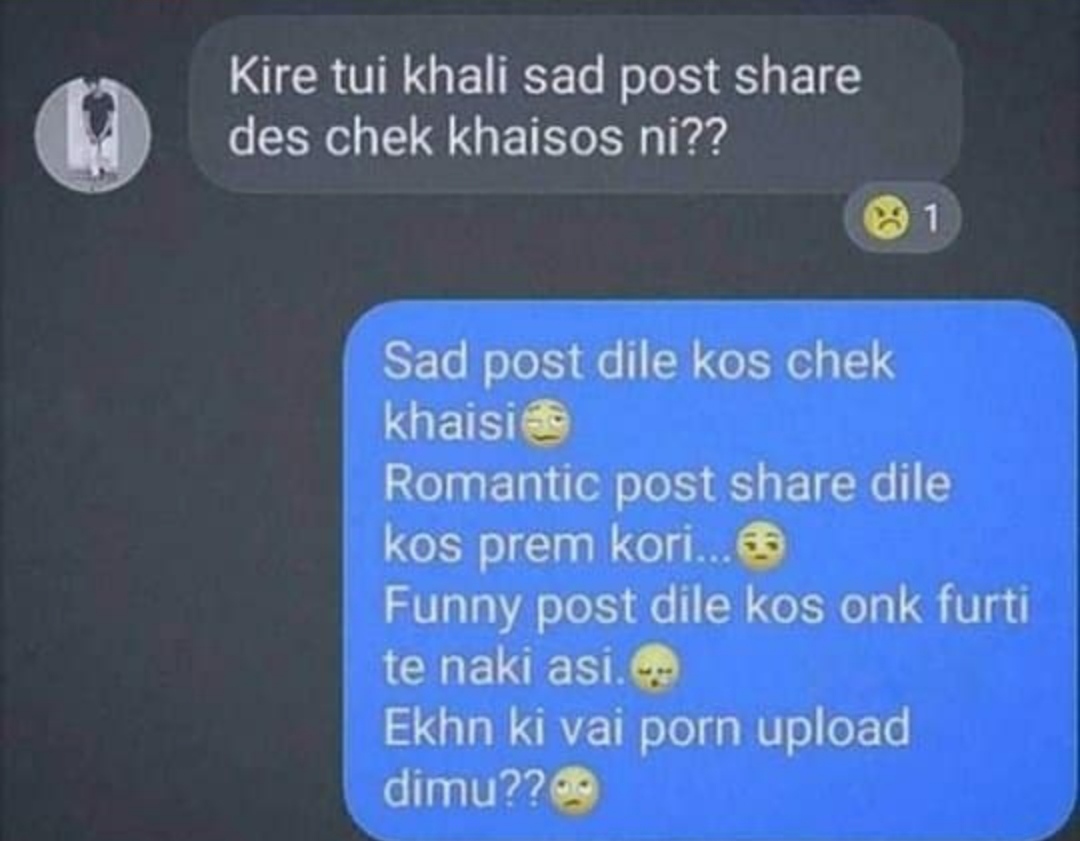 Kire tui khali sad post share
des chek khaisos ni??
1
Sad post dile kos chek
khaisi🥴
Romantic post share dile
kos prem kori...😒
Funny post dile kos onk furti
te naki asi.😪
Ekhn ki vai porn upload
dimu??🙄